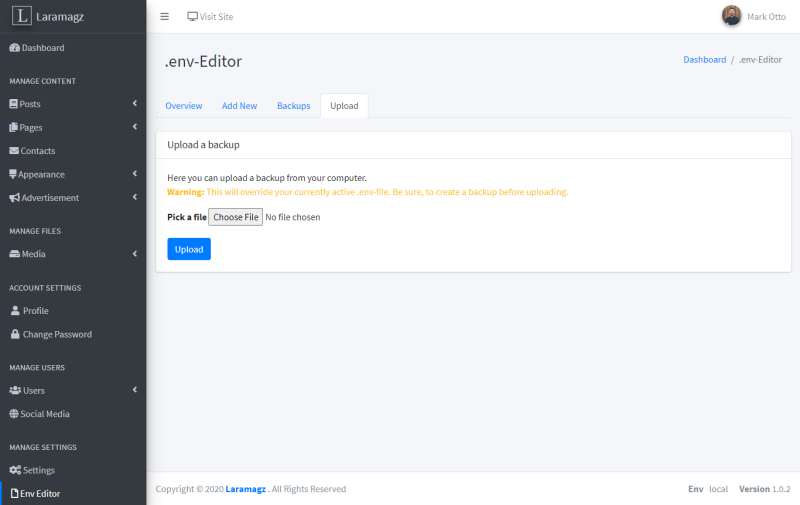 L Laramagz
Visit Site
Mark Otto
Dashboard
MANAGE CONTENT
Posts
Pages
Contacts
Appearance
Advertisement
MANAGE FILES
Media
ACCOUNT SETTINGS
Profile
Change Password
MANAGE USERS
Users
Social Media
MANAGE SETTINGS
Settings
Env Editor
.env-Editor
Dashboard / .env-Editor
Overview Add New Backups Upload
Upload a backup
Here you can upload a backup from your computer.
Warning: This will override your currently active .env-file. Be sure, to create a backup before uploading.
Pick a file Choose File No file chosen
Upload
Copyright © 2020 Laramagz . All Rights Reserved
Env local Version 1.0.2